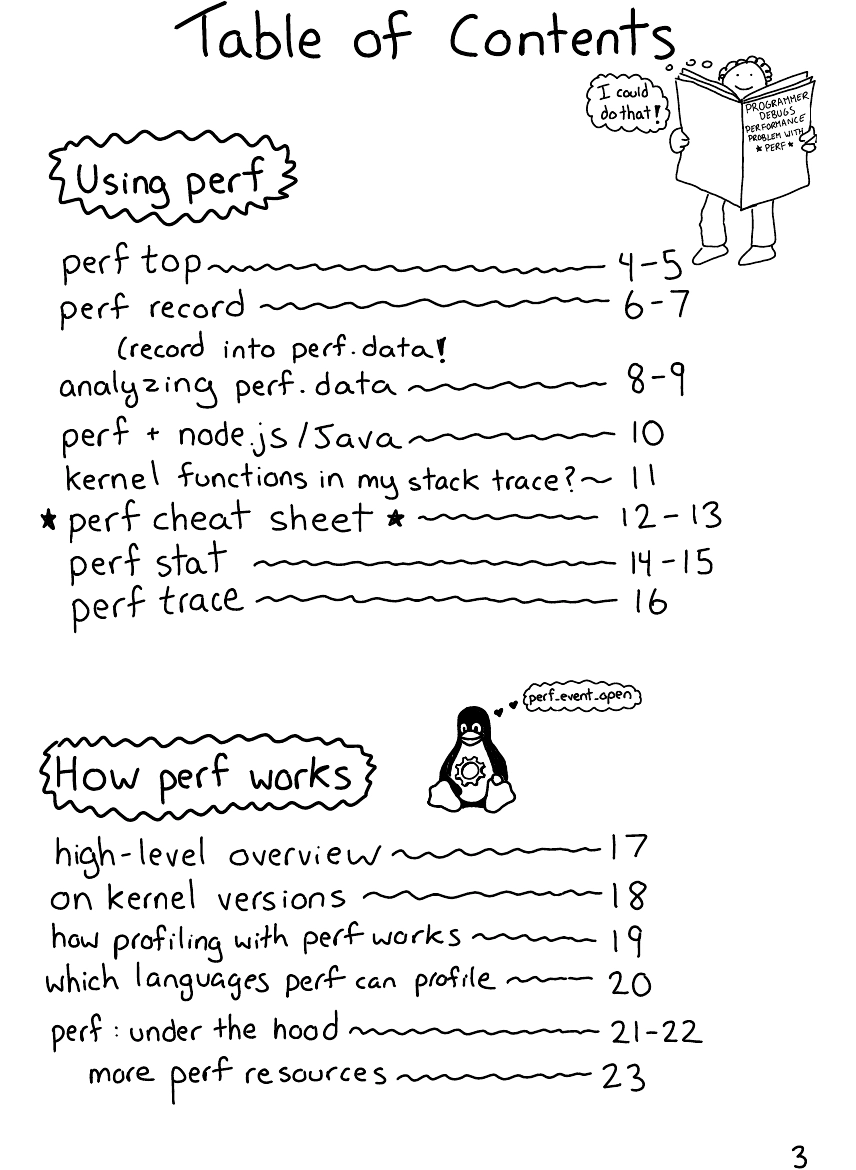 Table of Contents
I could
do that!
PROGRAMMER
DEBUGS
PERFORMANCE
PROBLEM WITH
★ PERF ★
Using perf
perf top 4-5
perf record 6-7
(record into perf.data!
analyzing perf.data 8-9
perf + node.js/Java 10
kernel functions in my stack trace? 11
★ perf cheat sheet ★ 12-13
perf stat 14-15
perf trace 16
perf_event_open
How perf works
high-level overview 17
on kernel versions 18
how profiling with perf works 19
which languages perf can profile 20
perf: under the hood 21-22
more perf resources 23
3